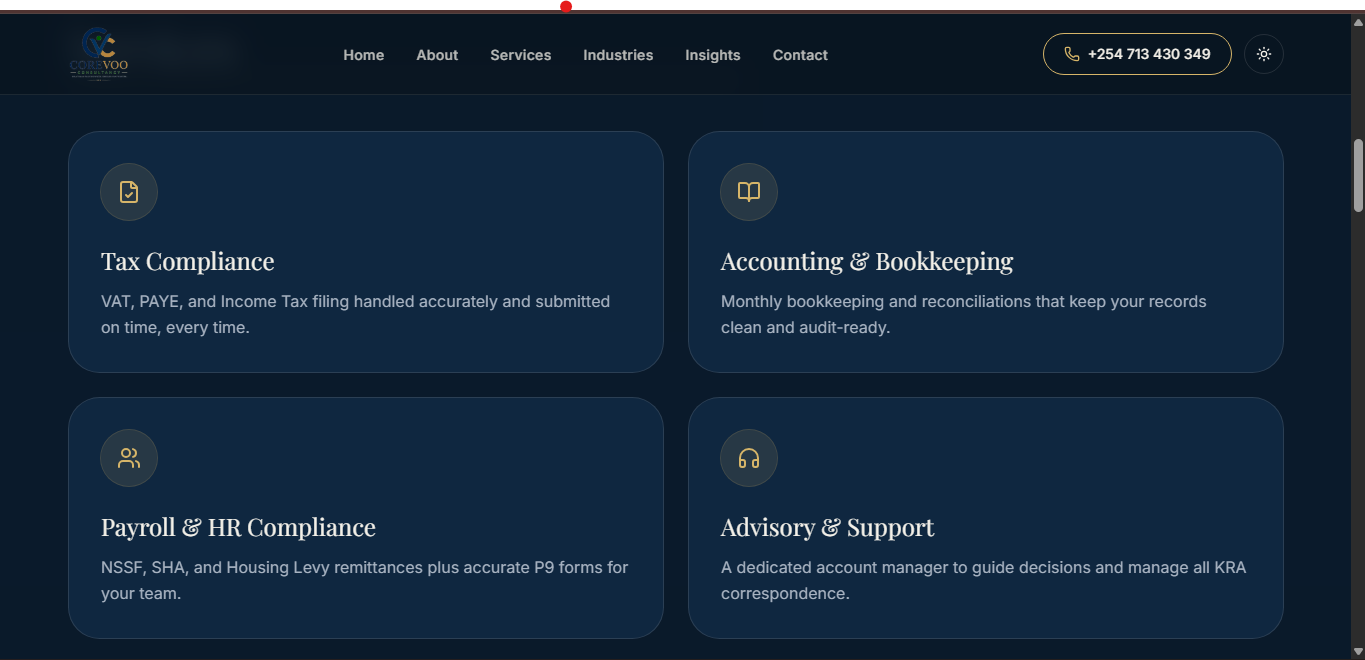 COREVOO
CONSULTANCY
Home
About
Services
Industries
Insights
Contact
+254 713 430 349
Tax Compliance
VAT, PAYE, and Income Tax filing handled accurately and submitted
on time, every time.
Accounting & Bookkeeping
Monthly bookkeeping and reconciliations that keep your records
clean and audit-ready.
Payroll & HR Compliance
NSSF, SHA, and Housing Levy remittances plus accurate P9 forms for
your team.
Advisory & Support
A dedicated account manager to guide decisions and manage all KRA
correspondence.